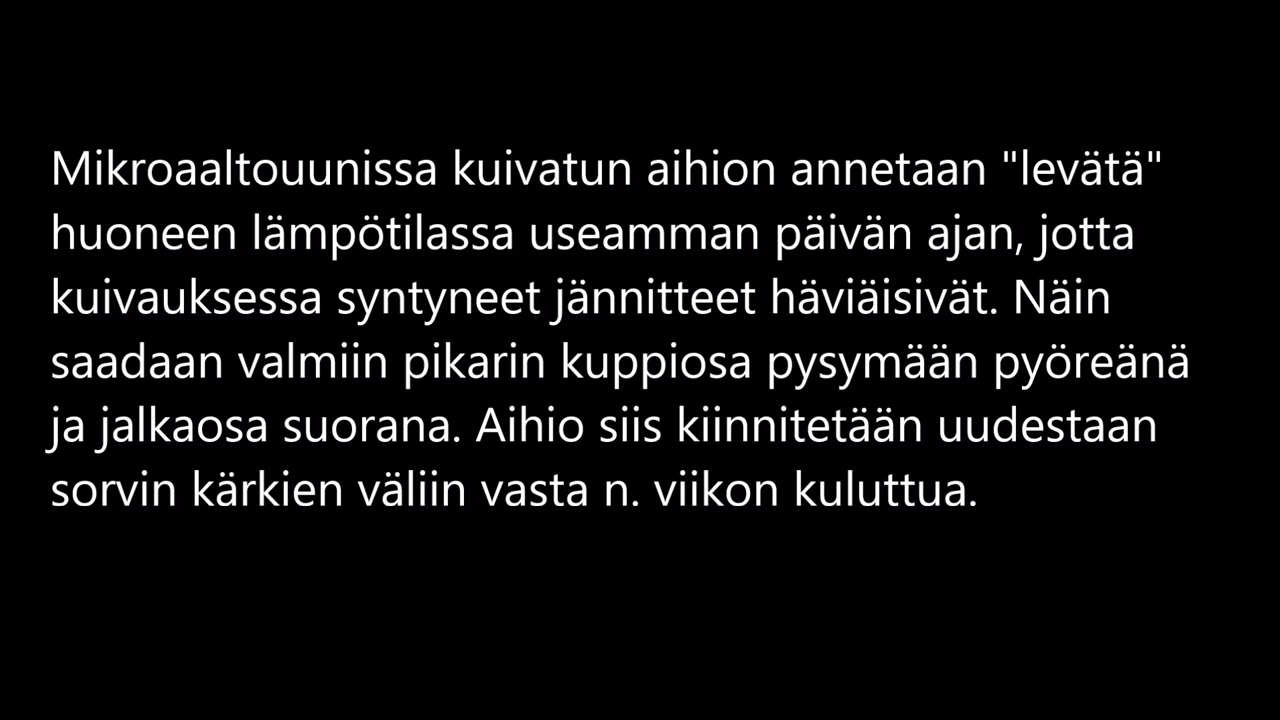 Mikroaaltouunissa kuivatun aihion annetaan "levätä"
huoneen lämpötilassa useamman päivän ajan, jotta
kuivauksessa syntyneet jännitteet häviäisivät. Näin
saadaan valmiin pikarin kuppiosa pysymään pyöreänä
ja jalkaosa suorana. Aihio siis kiinnitetään uudestaan
sorvin kärkien väliin vasta n. viikon kuluttua.